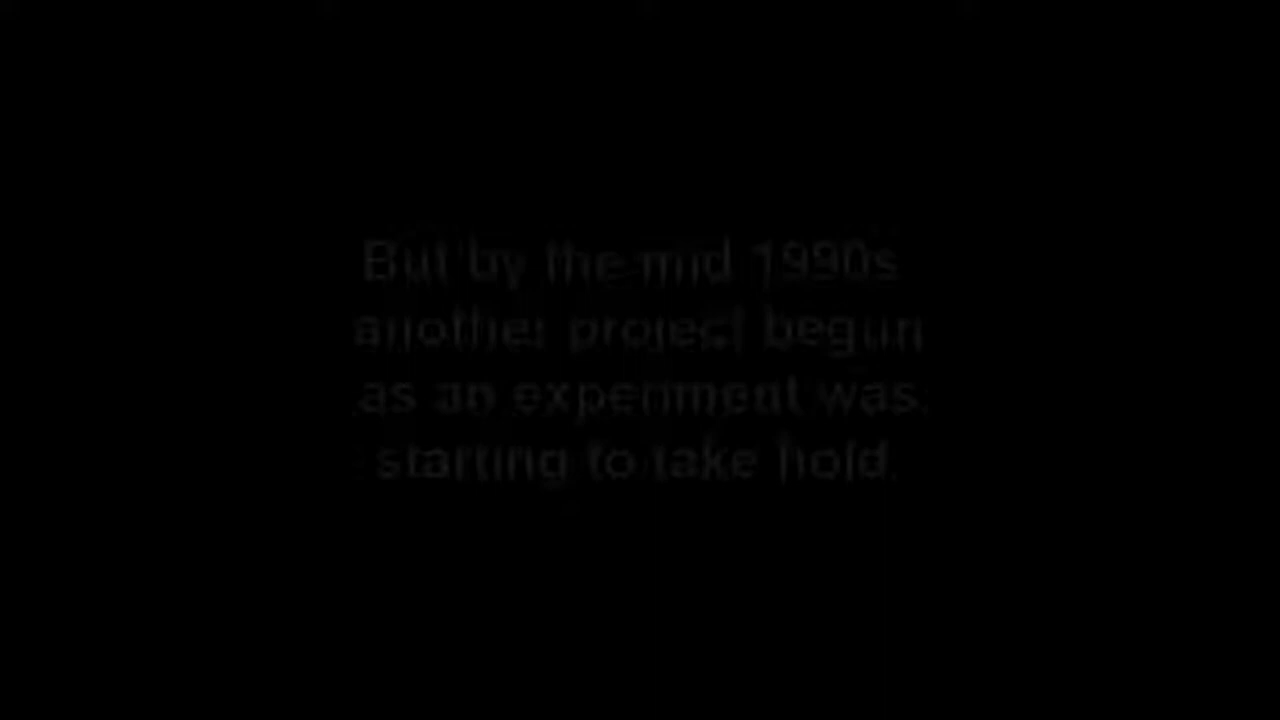 But by the mid 1990s
another project begun
as an experiment was
starting to take hold.